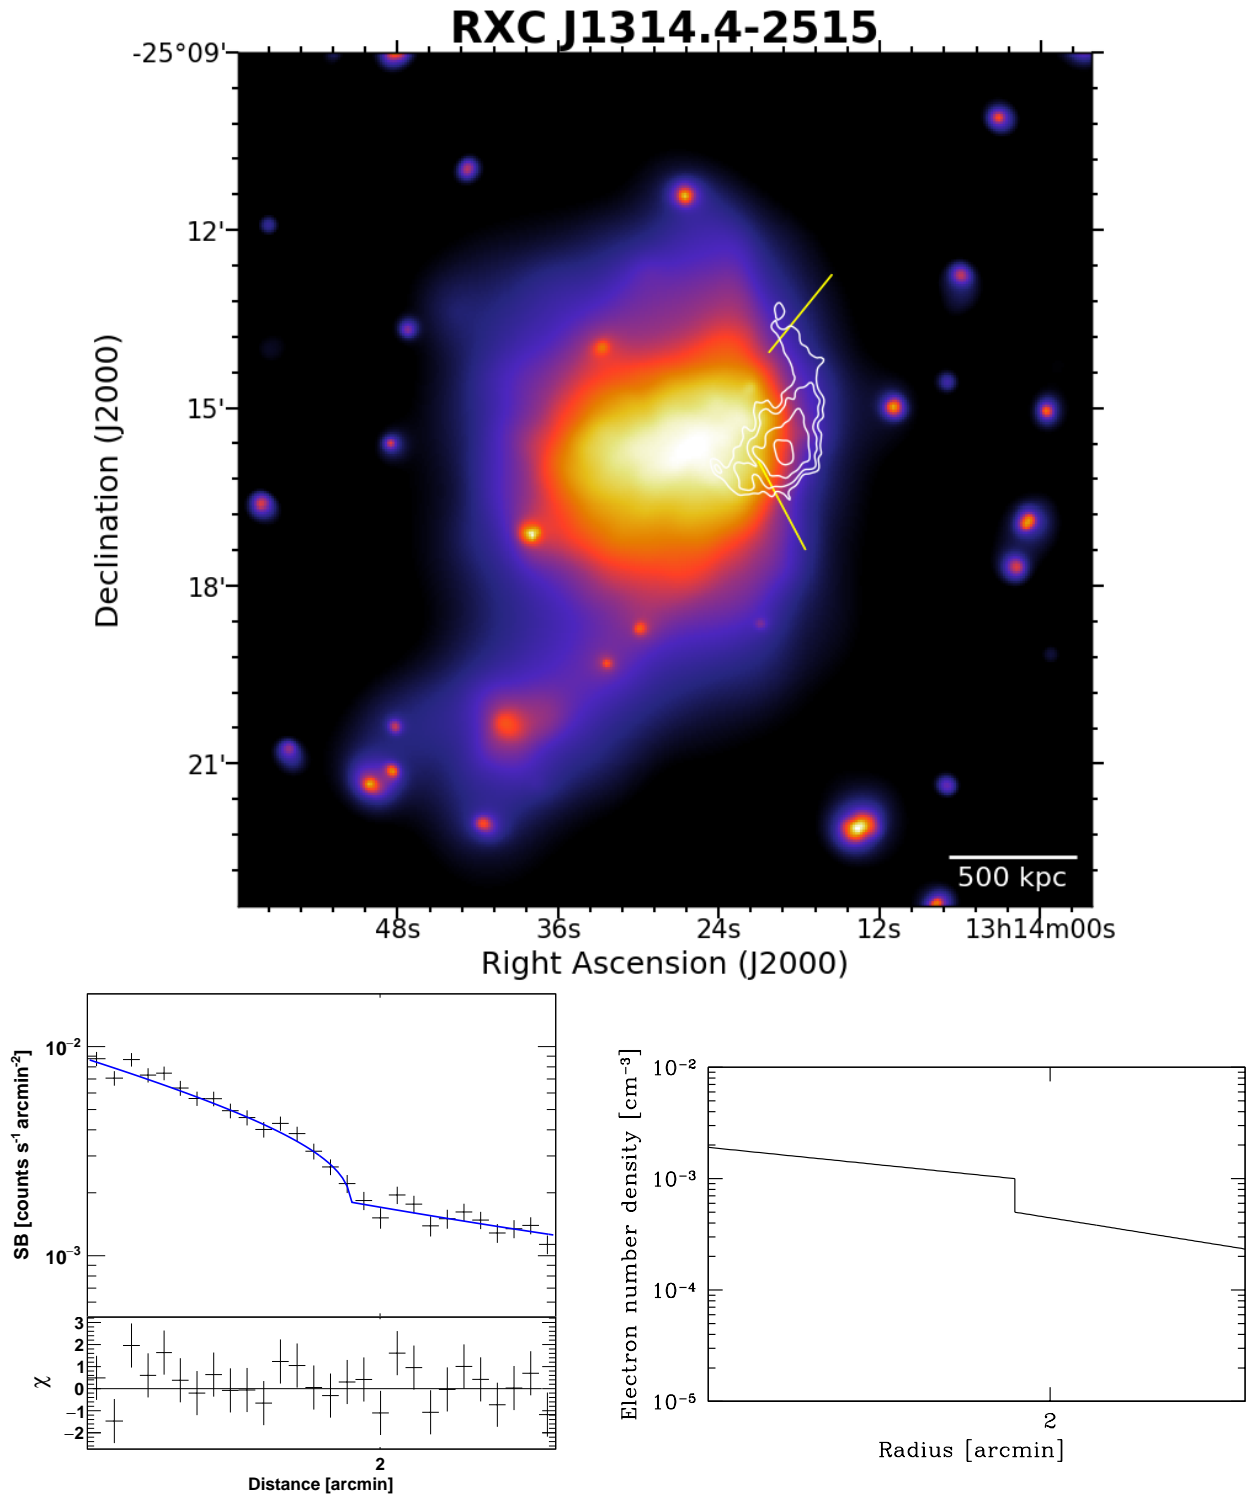 RXC J1314.4-2515
-25°09'
12'
15'
18'
21'
Declination (J2000)
500 kpc
48s 36s 24s 12s 13h14m00s
Right Ascension (J2000)
SB [counts s⁻¹ arcmin⁻²]
10⁻²
10⁻³
χ
3
2
1
0
−1
−2
2
Distance [arcmin]
Electron number density [cm⁻³]
10⁻²
10⁻³
10⁻⁴
10⁻⁵
2
Radius [arcmin]